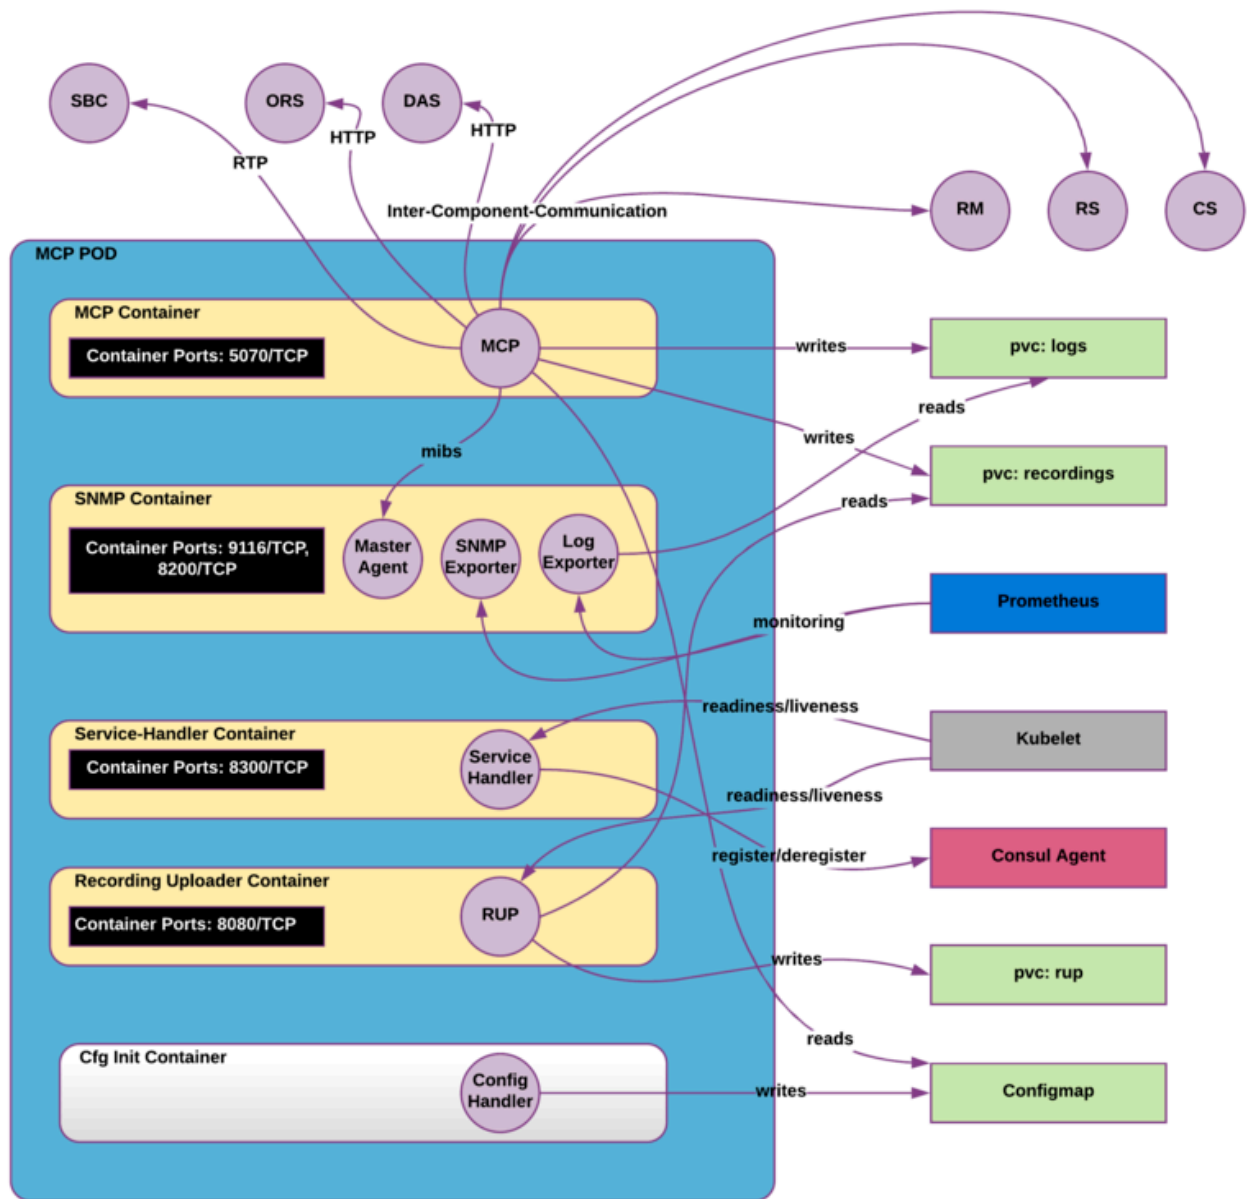 SBC
ORS
DAS
HTTP
HTTP
RTP
Inter-Component-Communication
RM
RS
CS
MCP POD
MCP Container
Container Ports: 5070/TCP
MCP
writes
pvc: logs
reads
writes
mibs
pvc: recordings
reads
SNMP Container
Container Ports: 9116/TCP,
8200/TCP
Master
Agent
SNMP
Exporter
Log
Exporter
Prometheus
monitoring
readiness/liveness
Kubelet
Service-Handler Container
Container Ports: 8300/TCP
Service
Handler
readiness/liveness
register/deregister
Consul Agent
Recording Uploader Container
Container Ports: 8080/TCP
RUP
writes
pvc: rup
reads
Cfg Init Container
Config
Handler
writes
Configmap